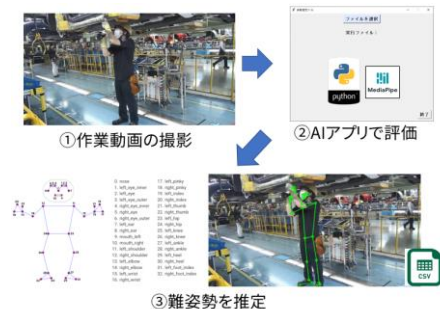 ファイルを選択
実行ファイル：
python
MediaPipe
終了
①作業動画の撮影
②AIアプリで評価
0. nose
1. left_eye_inner
2. left_eye
3. left_eye_outer
4. right_eye_inner
5. right_eye
6. right_eye_outer
7. left_ear
8. right_ear
9. mouth_left
10. mouth_right
11. left_shoulder
12. right_shoulder
13. left_elbow
14. right_elbow
15. left_wrist
16. right_wrist
17. left_pinky
18. right_pinky
19. left_index
20. right_index
21. left_thumb
22. right_thumb
23. left_hip
24. right_hip
25. left_knee
26. right_knee
27. left_ankle
28. right_ankle
29. left_heel
30. right_heel
31. left_foot_index
32. right_foot_index
CSV
③難姿勢を推定